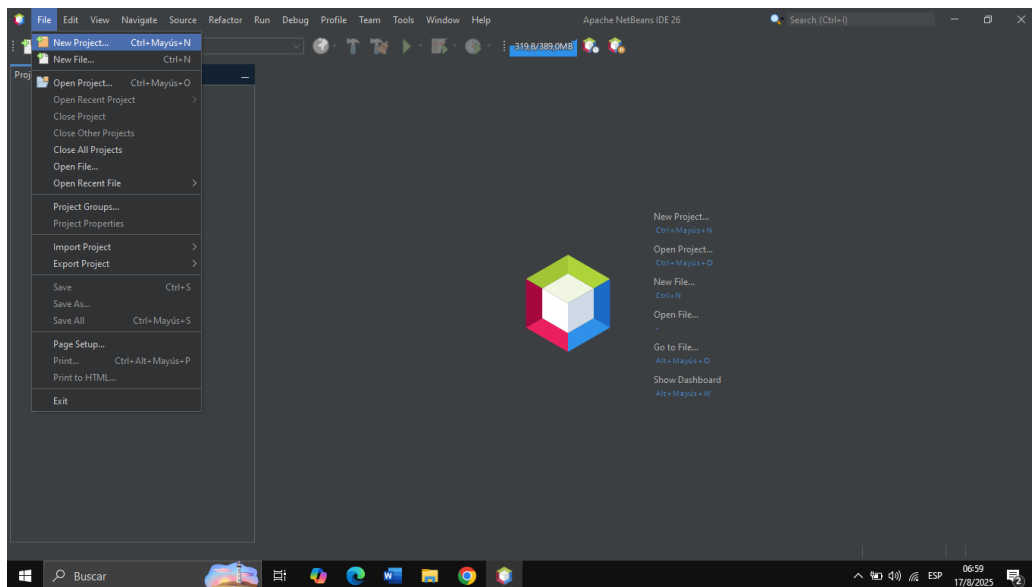 File Edit View Navigate Source Refactor Run Debug Profile Team Tools Window Help Apache NetBeans IDE 26 Search (Ctrl+I)
319.8/389.0MB
Proj
New Project... Ctrl+Mayús+N
New File... Ctrl+N
Open Project... Ctrl+Mayús+O
Open Recent Project
Close Project
Close Other Projects
Close All Projects
Open File...
Open Recent File
Project Groups...
Project Properties
Import Project
Export Project
Save Ctrl+S
Save As...
Save All Ctrl+Mayús+S
Page Setup...
Print... Ctrl+Alt+Mayús+P
Print to HTML...
Exit
New Project...
Ctrl+Mayús+N
Open Project...
Ctrl+Mayús+O
New File...
Ctrl+N
Open File...
-
Go to File...
Alt+Mayús+O
Show Dashboard
Alt+Mayús+W
Buscar
ESP
06:59
17/8/2025
2